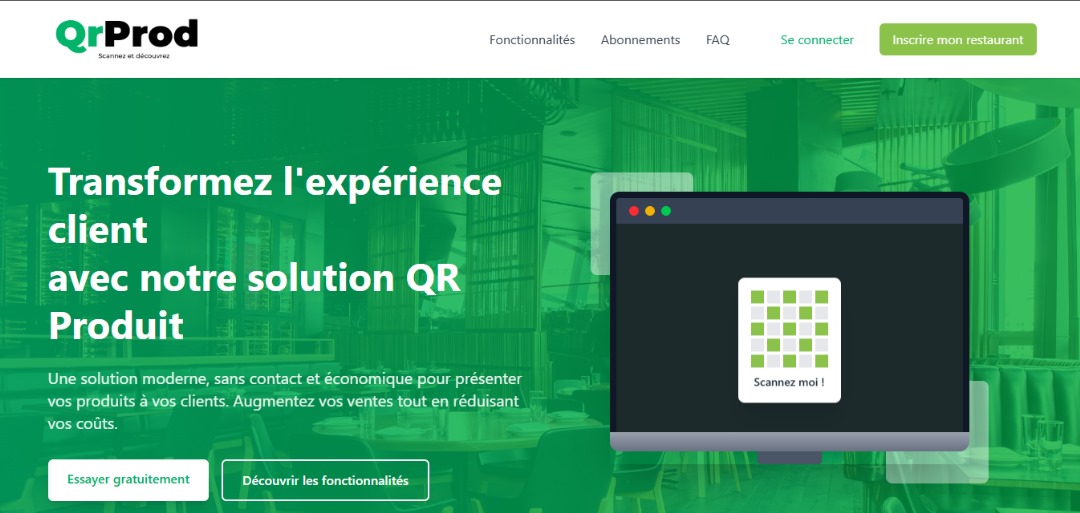 QrProd
Scannez et découvrez
Fonctionnalités
Abonnements
FAQ
Se connecter
Inscrire mon restaurant
Transformez l'expérience
client
avec notre solution QR
Produit
Une solution moderne, sans contact et économique pour présenter
vos produits à vos clients. Augmentez vos ventes tout en réduisant
vos coûts.
Essayer gratuitement
Découvrir les fonctionnalités
Scannez moi !